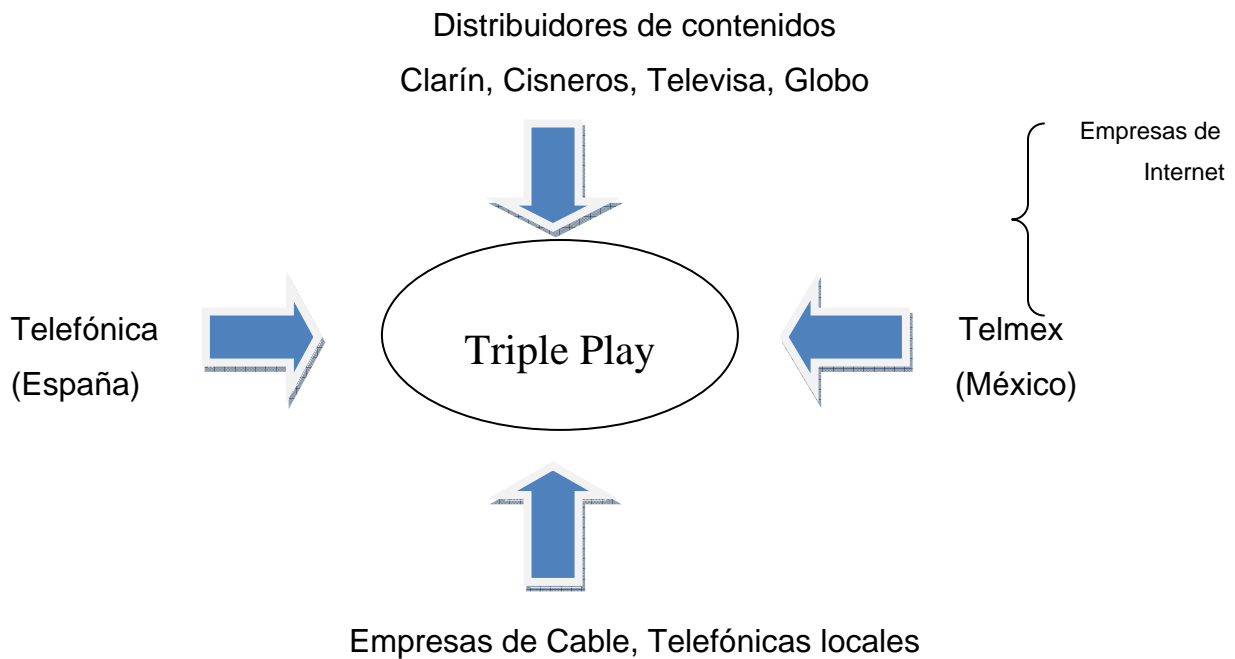 Distribuidores de contenidos
Clarín, Cisneros, Televisa, Globo
Empresas de
Internet
Telefónica
(España)
Triple Play
Telmex
(México)
Empresas de Cable, Telefónicas locales